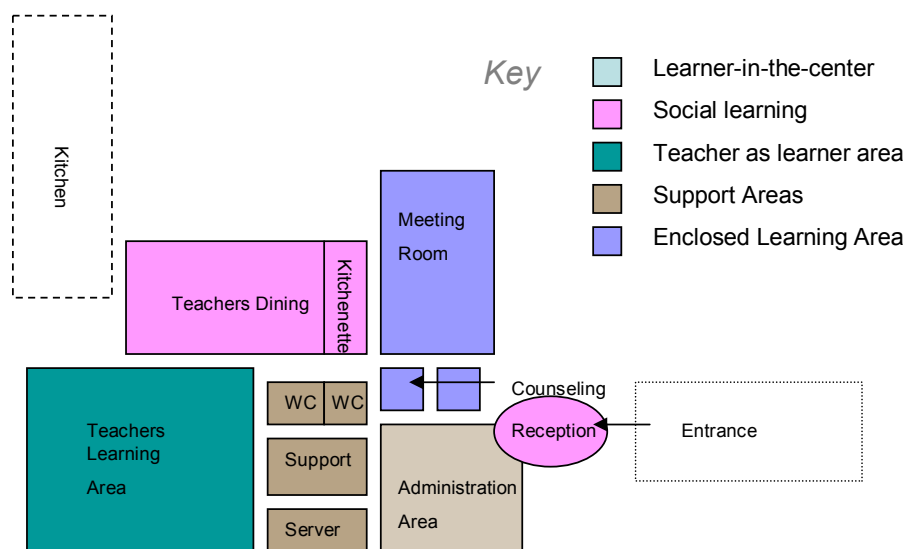 Key
Learner-in-the-center
Social learning
Teacher as learner area
Support Areas
Enclosed Learning Area
Kitchen
Meeting
Room
Teachers Dining
Kitchenette
Counseling
WC
WC
Reception
Entrance
Teachers
Learning
Area
Support
Administration
Area
Server